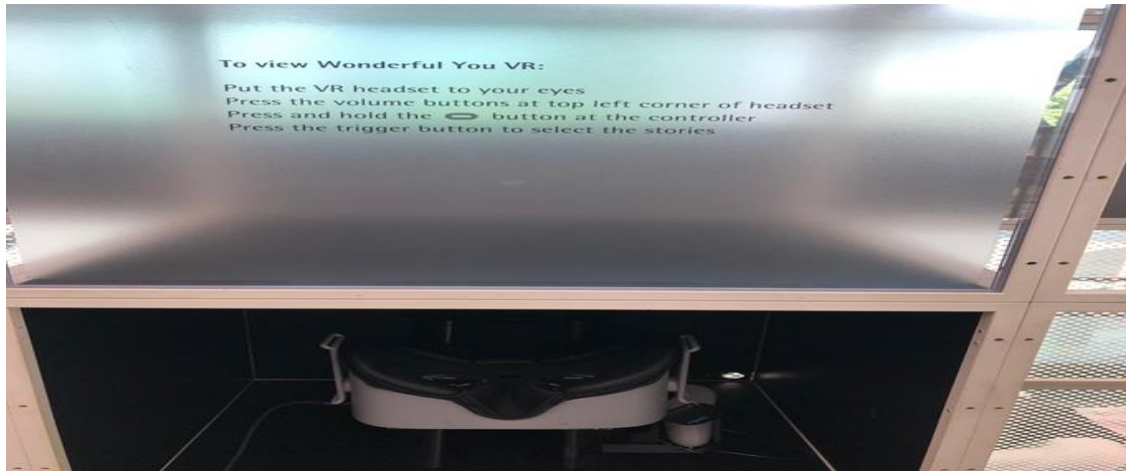 To view Wonderful You VR:
Put the VR headset to your eyes
Press the volume buttons at top left corner of headset
Press and hold the button at the controller
Press the trigger button to select the stories